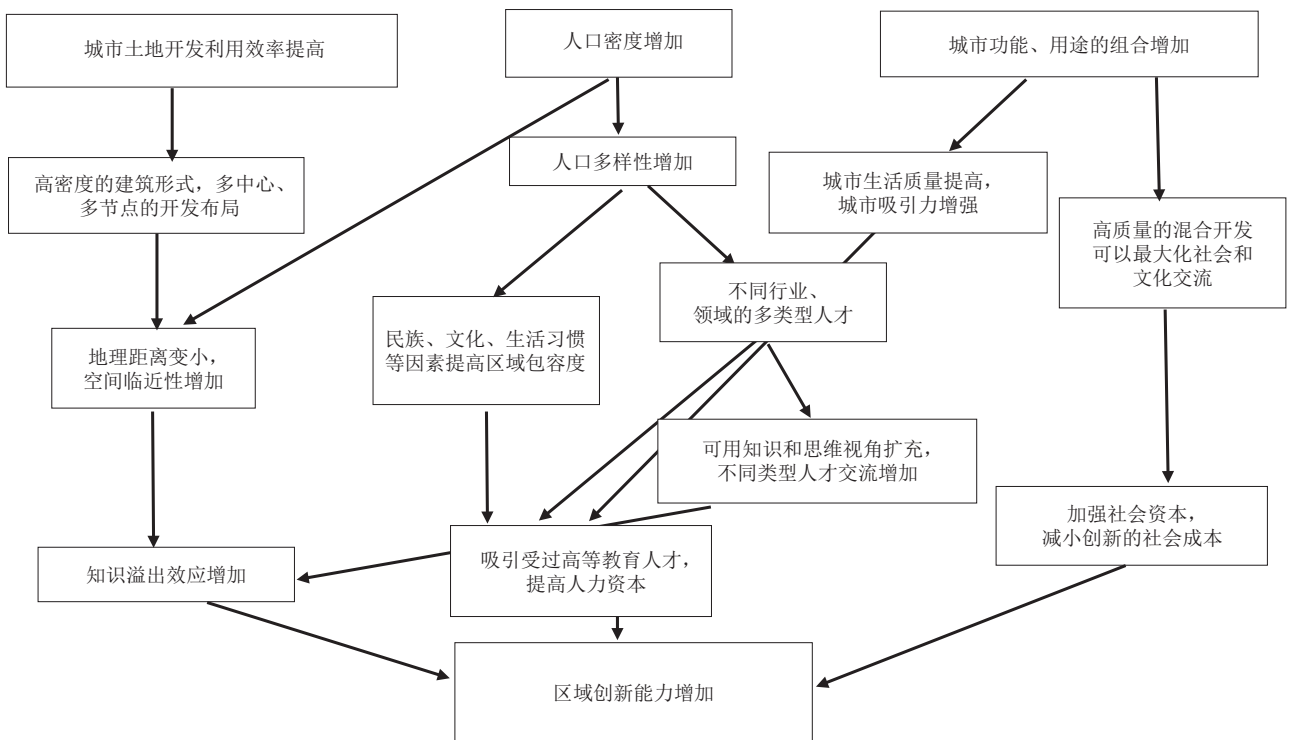 城市土地开发利用效率提高
人口密度增加
城市功能、用途的组合增加
高密度的建筑形式，多中心、
多节点的开发布局
人口多样性增加
城市生活质量提高，
城市吸引力增强
高质量的混合开发
可以最大化社会和
文化交流
不同行业、
领域的多类型人才
民族、文化、生活习惯
等因素提高区域包容度
地理距离变小，
空间临近性增加
可用知识和思维视角扩充，
不同类型人才交流增加
加强社会资本，
减小创新的社会成本
知识溢出效应增加
吸引受过高等教育人才，
提高人力资本
区域创新能力增加